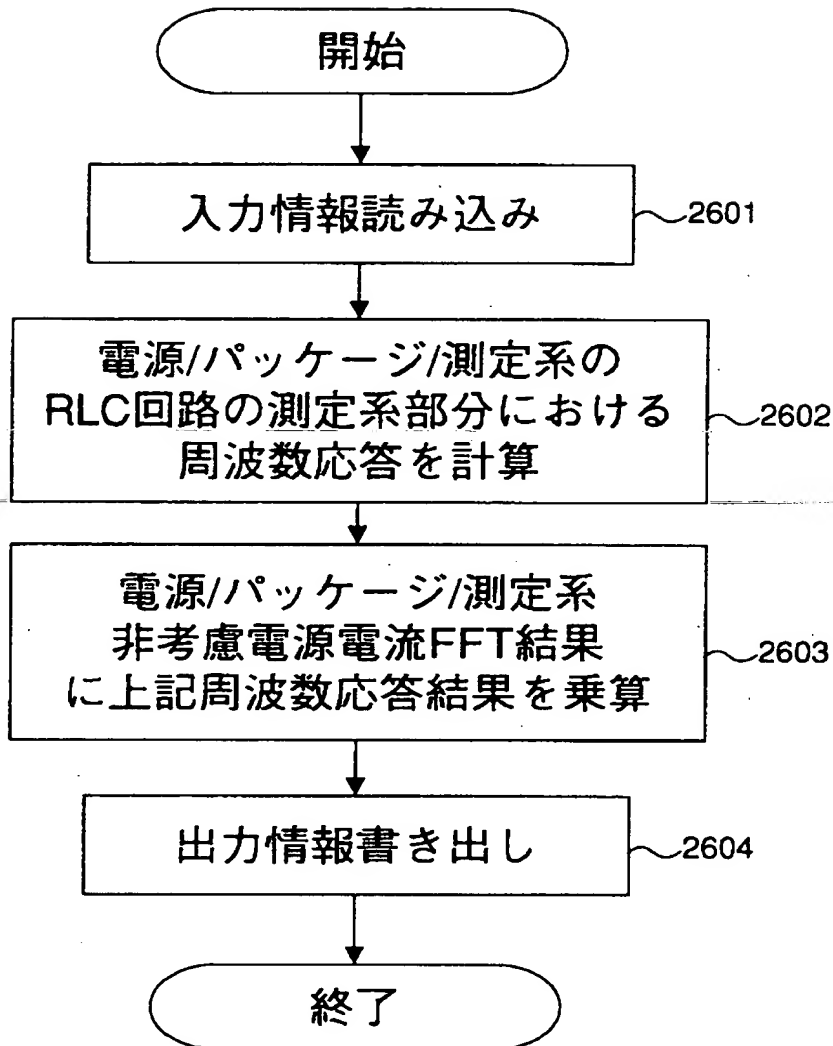 開始
入力情報読み込み
2601
電源/パッケージ/測定系の
RLC回路の測定系部分における
周波数応答を計算
2602
電源/パッケージ/測定系
非考慮電源電流FFT結果
に上記周波数応答結果を乗算
2603
出力情報書き出し
2604
終了